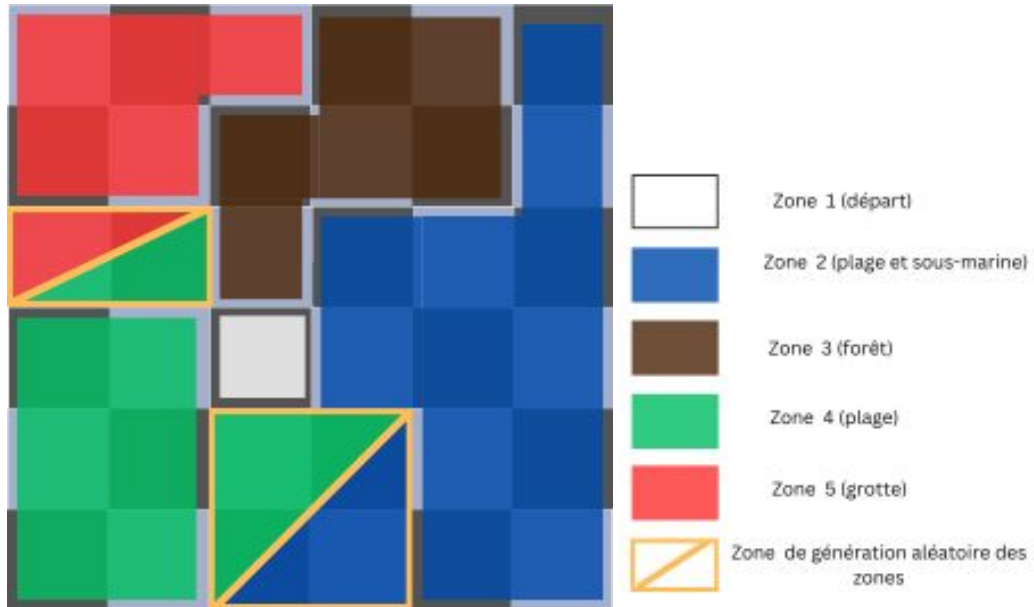 Zone 1 (départ)
Zone 2 (plage et sous-marine)
Zone 3 (forêt)
Zone 4 (plage)
Zone 5 (grotte)
Zone de génération aléatoire des
zones